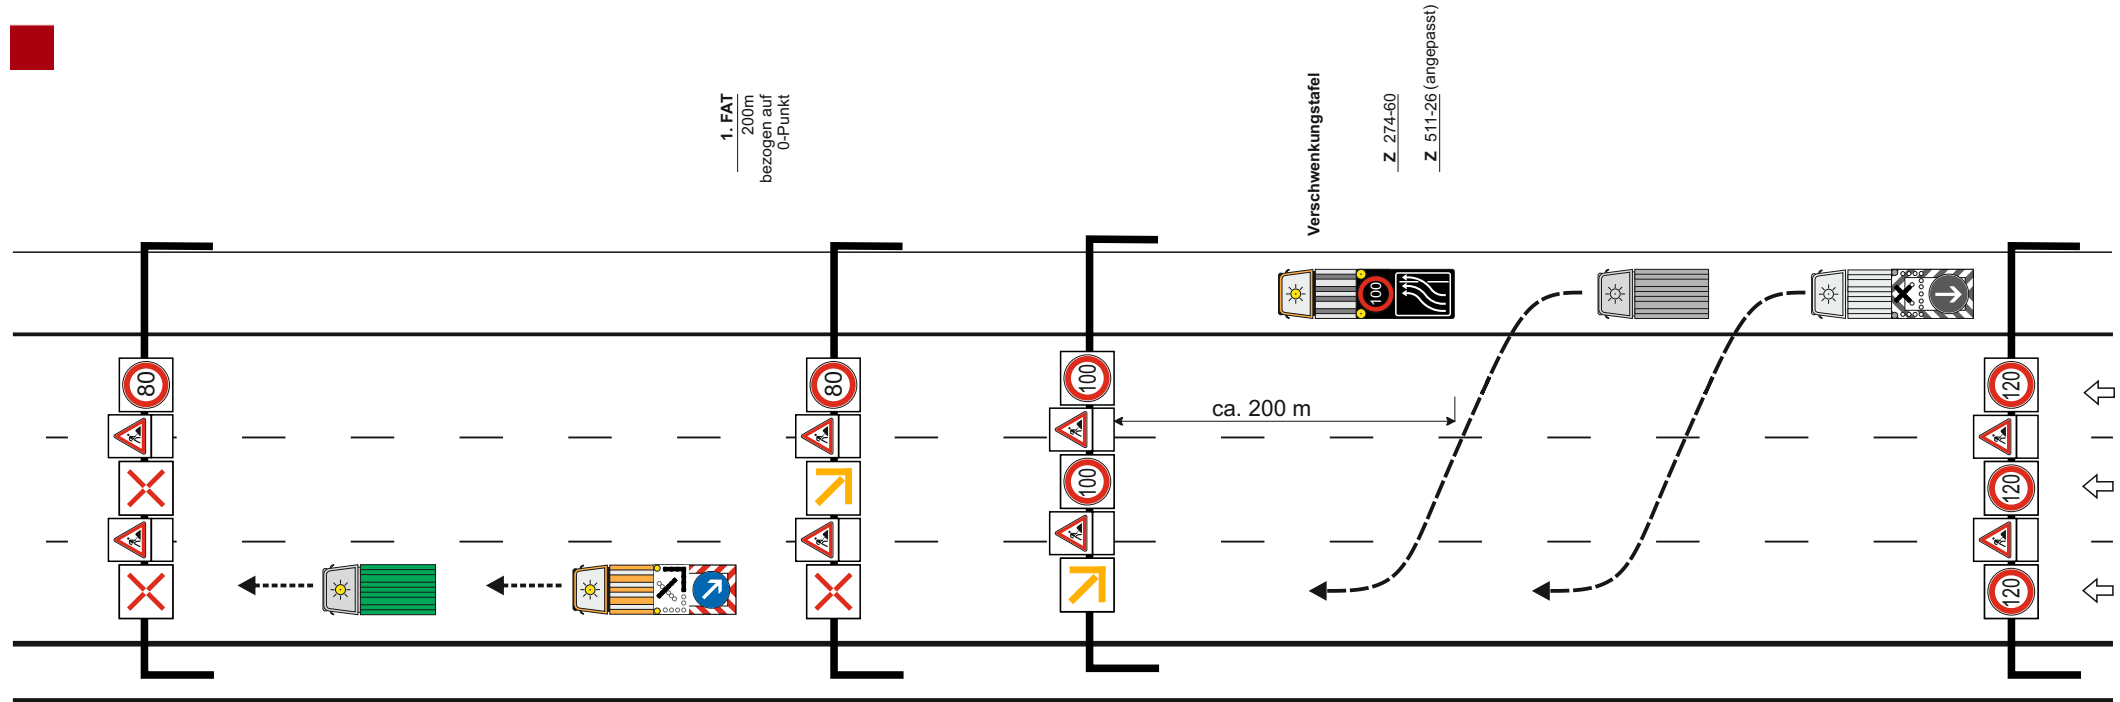 1. FAT
200m
bezogen auf
0-Punkt
Verschwenkungstafel
Z 274-60
Z 511-26 (angepasst)
100
80
80
100
ca. 200 m
120
100
120
120